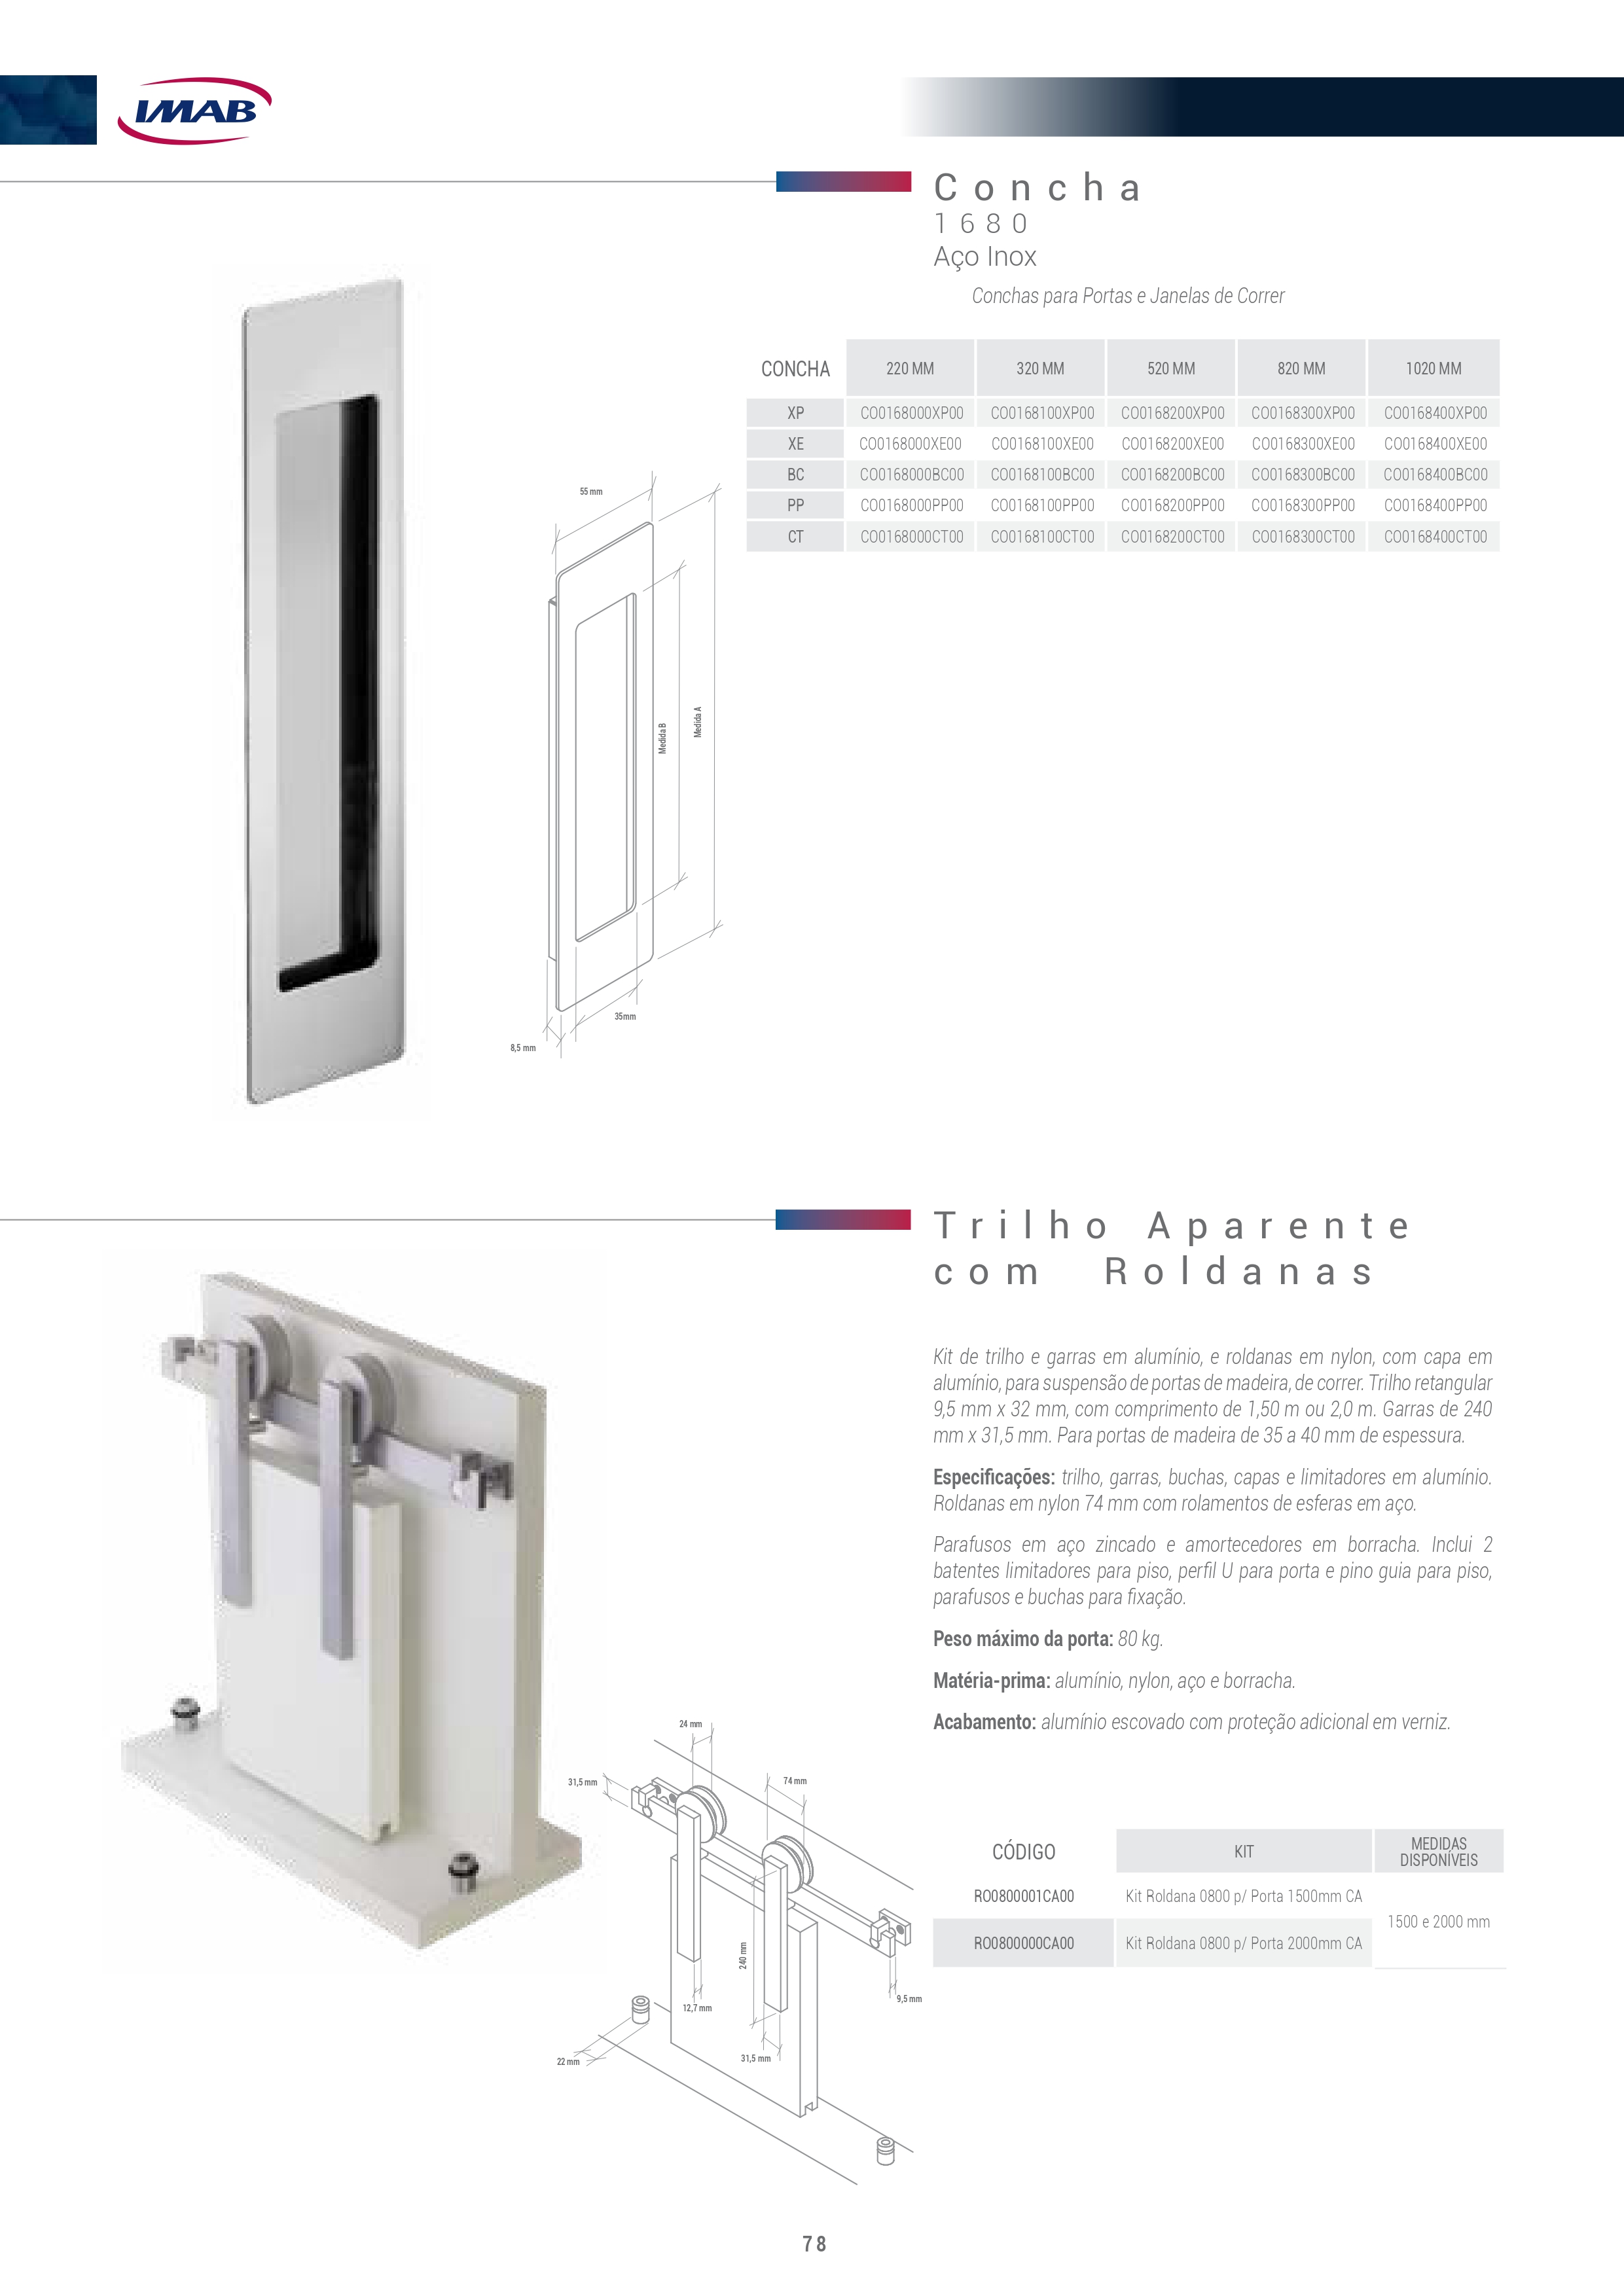 IMAB
Concha
1680
Aço Inox
Conchas para Portas e Janelas de Correr
CONCHA 220 MM 320 MM 520 MM 820 MM 1020 MM
XP CO0168000XP00 CO0168100XP00 CO0168200XP00 CO0168300XP00 CO0168400XP00
XE CO0168000XE00 CO0168100XE00 CO0168200XE00 CO0168300XE00 CO0168400XE00
BC CO0168000BC00 CO0168100BC00 CO0168200BC00 CO0168300BC00 CO0168400BC00
PP CO0168000PP00 CO0168100PP00 CO0168200PP00 CO0168300PP00 CO0168400PP00
CT CO0168000CT00 CO0168100CT00 CO0168200CT00 CO0168300CT00 CO0168400CT00
55 mm
Medida B
Medida A
35mm
8,5 mm
Trilho Aparente
com Roldanas
Kit de trilho e garras em alumínio, e roldanas em nylon, com capa em
alumínio, para suspensão de portas de madeira, de correr. Trilho retangular
9,5 mm x 32 mm, com comprimento de 1,50 m ou 2,0 m. Garras de 240
mm x 31,5 mm. Para portas de madeira de 35 a 40 mm de espessura.
Especificações: trilho, garras, buchas, capas e limitadores em alumínio.
Roldanas em nylon 74 mm com rolamentos de esferas em aço.
Parafusos em aço zincado e amortecedores em borracha. Inclui 2
batentes limitadores para piso, perfil U para porta e pino guia para piso,
parafusos e buchas para fixação.
Peso máximo da porta: 80 kg.
Matéria-prima: alumínio, nylon, aço e borracha.
Acabamento: alumínio escovado com proteção adicional em verniz.
24 mm
31,5 mm
74 mm
240 mm
12,7 mm
9,5 mm
31,5 mm
22 mm
CÓDIGO KIT MEDIDAS
DISPONÍVEIS
RO0800001CA00 Kit Roldana 0800 p/ Porta 1500mm CA
1500 e 2000 mm
RO0800000CA00 Kit Roldana 0800 p/ Porta 2000mm CA
78